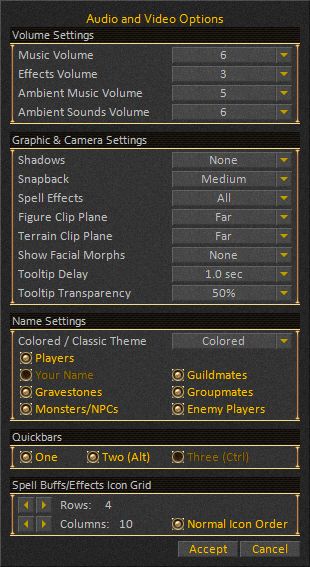 Audio and Video Options
Volume Settings
Music Volume 6
Effects Volume 3
Ambient Music Volume 5
Ambient Sounds Volume 6
Graphic & Camera Settings
Shadows None
Snapback Medium
Spell Effects All
Figure Clip Plane Far
Terrain Clip Plane Far
Show Facial Morphs None
Tooltip Delay 1.0 sec
Tooltip Transparency 50%
Name Settings
Colored / Classic Theme Colored
Players
Your Name Guildmates
Gravestones Groupmates
Monsters/NPCs Enemy Players
Quickbars
One Two (Alt) Three (Ctrl)
Spell Buffs/Effects Icon Grid
Rows: 4
Columns: 10 Normal Icon Order
Accept Cancel